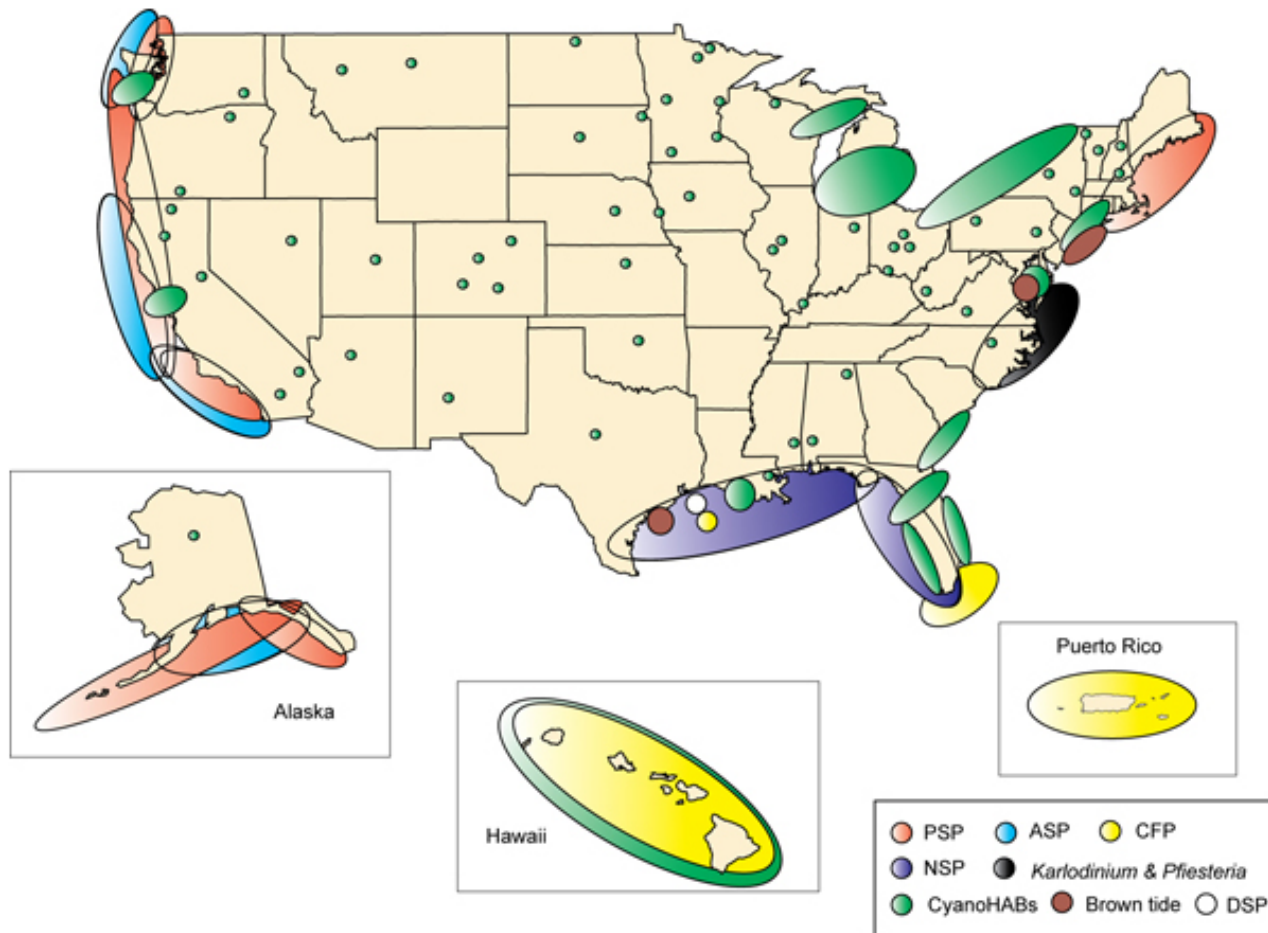 Alaska
Hawaii
Puerto Rico
PSP ASP CFP
NSP Karlodinium & Pfiesteria
CyanoHABs Brown tide DSP